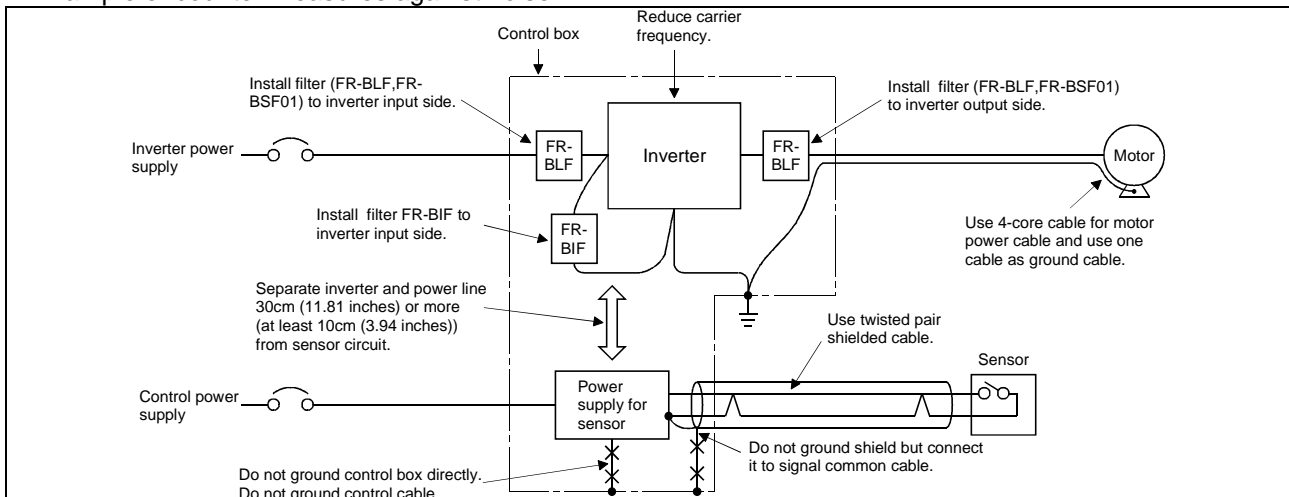 Reduce carrier
frequency.
Control box
Install filter (FR-BLF,FR-
BSF01) to inverter input side.
Install filter (FR-BLF,FR-BSF01)
to inverter output side.
Inverter power
supply
FR-
BLF
Inverter
FR-
BLF
Motor
Install filter FR-BIF to
inverter input side.
FR-
BIF
Use 4-core cable for motor
power cable and use one
cable as ground cable.
Separate inverter and power line
30cm (11.81 inches) or more
(at least 10cm (3.94 inches))
from sensor circuit.
Use twisted pair
shielded cable.
Sensor
Control power
supply
Power
supply for
sensor
Do not ground shield but connect
it to signal common cable.
Do not ground control box directly.
Do not ground control cable